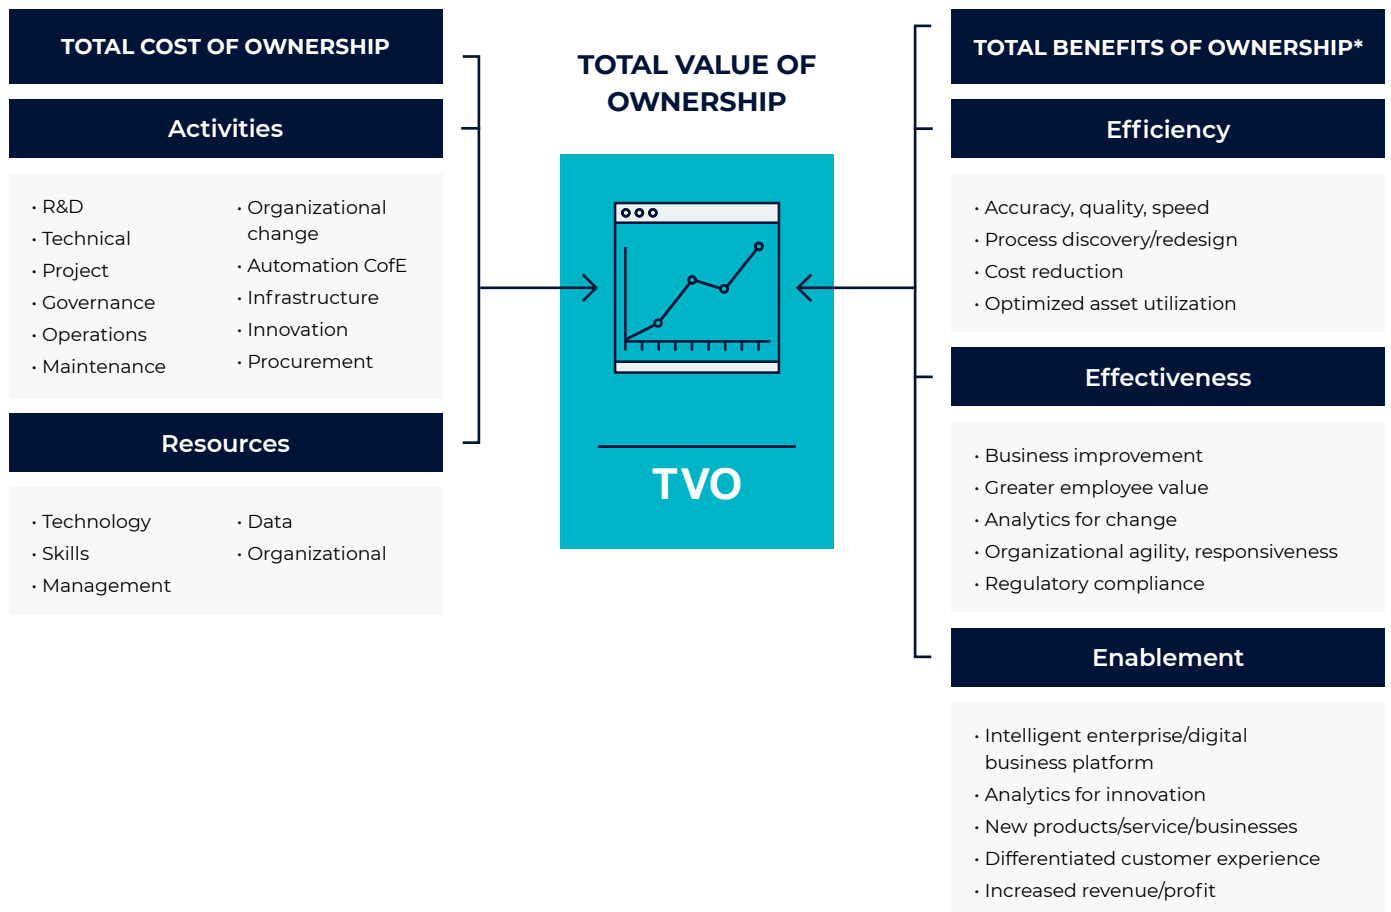 TOTAL COST OF OWNERSHIP
Activities
· R&D
· Technical
· Project
· Governance
· Operations
· Maintenance
· Organizational
change
· Automation CofE
· Infrastructure
· Innovation
· Procurement
Resources
· Technology
· Skills
· Management
· Data
· Organizational
TOTAL VALUE OF
OWNERSHIP
TVO
TOTAL BENEFITS OF OWNERSHIP*
Efficiency
· Accuracy, quality, speed
· Process discovery/redesign
· Cost reduction
· Optimized asset utilization
Effectiveness
· Business improvement
· Greater employee value
· Analytics for change
· Organizational agility, responsiveness
· Regulatory compliance
Enablement
· Intelligent enterprise/digital
business platform
· Analytics for innovation
· New products/service/businesses
· Differentiated customer experience
· Increased revenue/profit